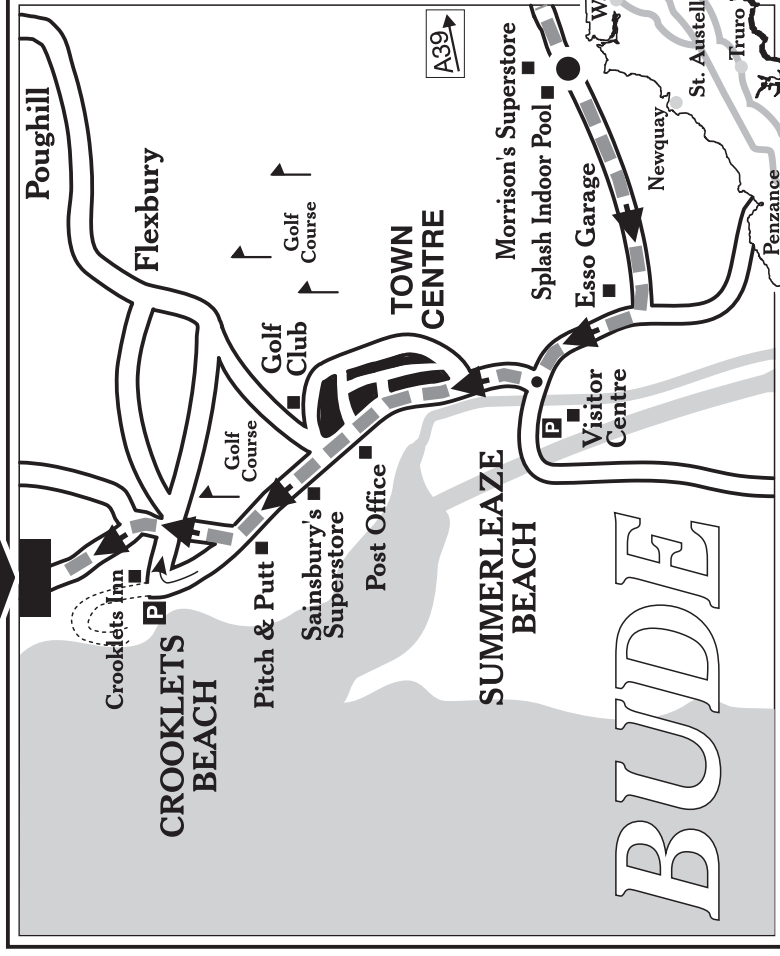 Poughill
Flexbury
A39
Morrison's Superstore
Splash Indoor Pool
Esso Garage
Golf
Course
TOWN
CENTRE
Golf
Club
Golf
Course
Newquay
St. Austell
Truro
Penzance
W
P
Visitor
Centre
Post Office
Sainsbury's
Superstore
Pitch & Putt
Crooklets Inn
P
CROOKLETS
BEACH
SUMMERLEAZE
BEACH
BUDE